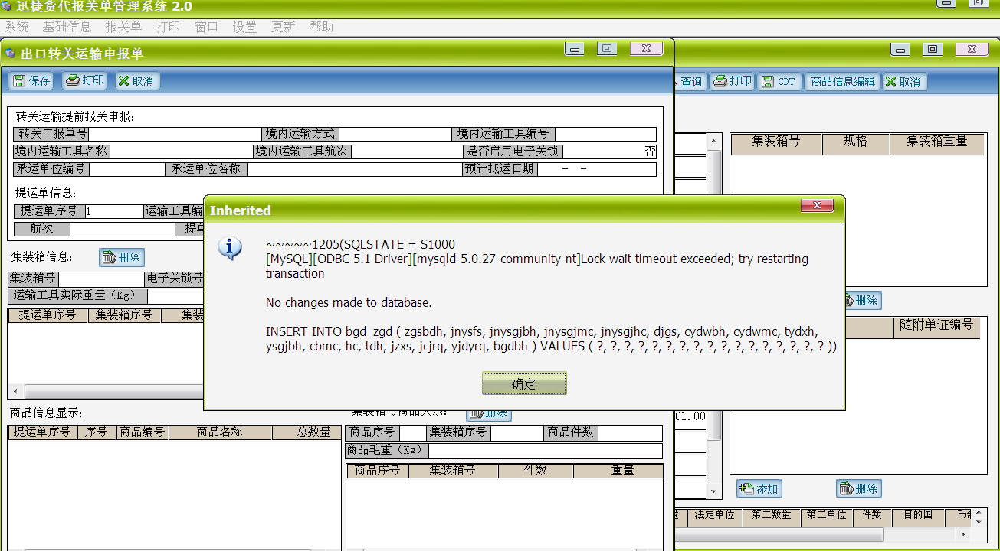 迅捷货代报关单管理系统 2.0
系统 基础信息 报关单 打印 窗口 设置 更新 帮助
出口转关运输申报单
保存 打印 取消
查询 打印 CDT 商品信息编辑 取消
转关运输提前报关申报:
转关申报单号 境内运输方式 境内运输工具编号
境内运输工具名称 境内运输工具航次 是否启用电子关锁 否
承运单位编号 承运单位名称 预计抵运日期 - -
提运单信息:
提运单序号 1 运输工具编
航次 提单
集装箱信息: 删除
集装箱号 电子关锁号
运输工具实际重量（Kg）
提运单序号 集装箱序号 集装
集装箱号 规格 集装箱重量
删除
随附单证编号
Inherited
~~~~~1205(SQLSTATE = S1000
[MySQL][ODBC 5.1 Driver][mysqld-5.0.27-community-nt]Lock wait timeout exceeded; try restarting
transaction
No changes made to database.
INSERT INTO bgd_zgd ( zgsbdh, jnysfs, jnysgjbh, jnysgjmc, jnysgjhc, djgs, cydwbh, cydwmc, tydxh,
ysgjbh, cbmc, hc, tdh, jzxs, jcjrq, yjdyrq, bgdbh ) VALUES ( ?, ?, ?, ?, ?, ?, ?, ?, ?, ?, ?, ?, ?, ?, ?, ?, ? ))
确定
商品信息显示:
提运单序号 序号 商品编号 商品名称 总数量
集装箱与商品关系: 删除
商品序号 集装箱序号 商品件数
商品毛重（Kg）
商品序号 集装箱号 件数 重量
01.00
添加 删除
法定单位 第二数量 第二单位 件数 目的国 币制